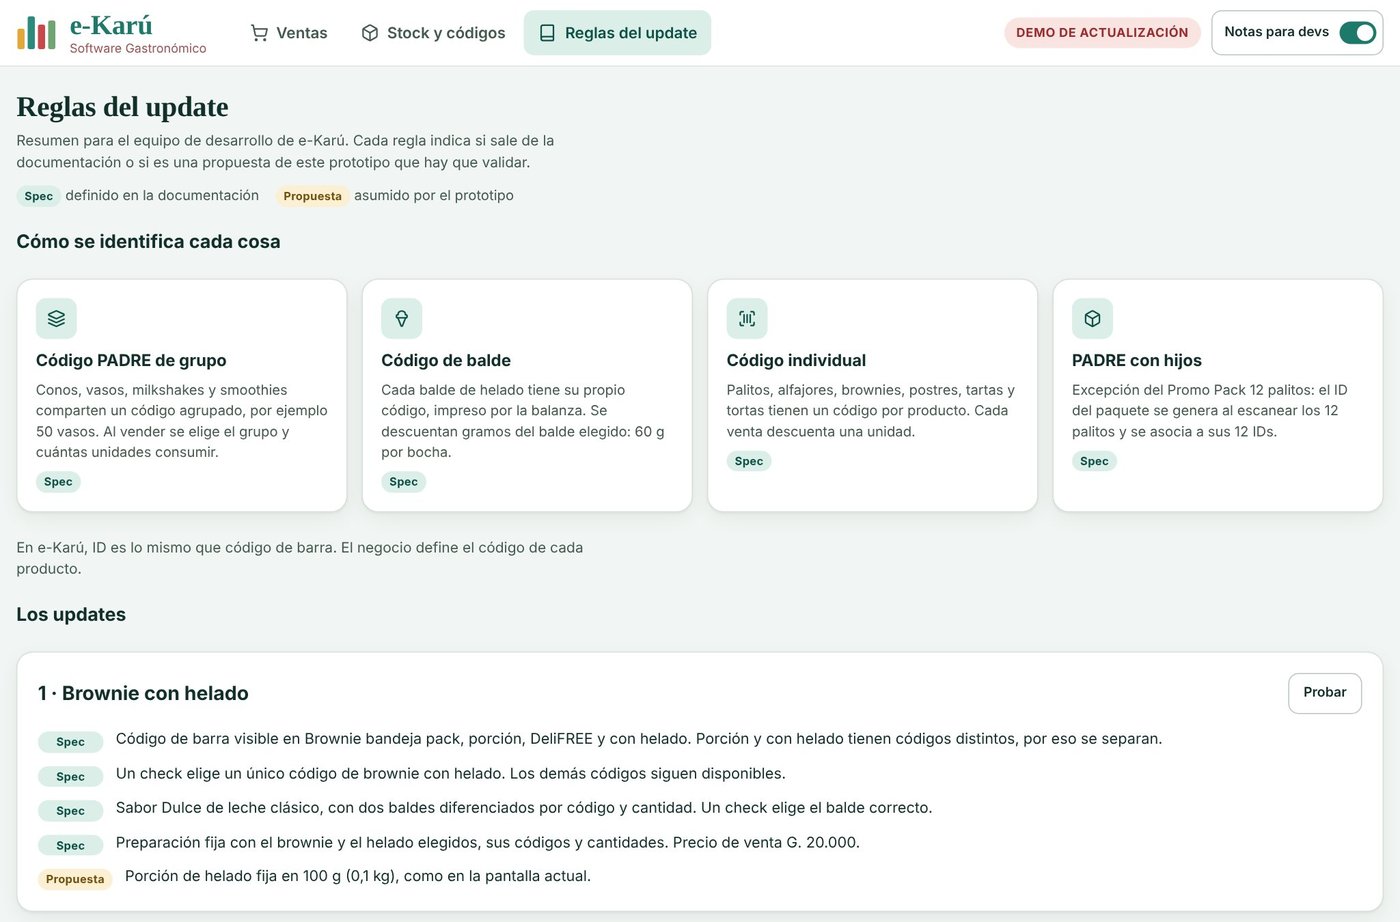 e-Karú
Software Gastronómico
Ventas
Stock y códigos
Reglas del update
DEMO DE ACTUALIZACIÓN
Notas para devs
Reglas del update
Resumen para el equipo de desarrollo de e-Karú. Cada regla indica si sale de la
documentación o si es una propuesta de este prototipo que hay que validar.
Spec definido en la documentación Propuesta asumido por el prototipo
Cómo se identifica cada cosa
Código PADRE de grupo
Conos, vasos, milkshakes y smoothies
comparten un código agrupado, por ejemplo
50 vasos. Al vender se elige el grupo y
cuántas unidades consumir.
Spec
Código de balde
Cada balde de helado tiene su propio
código, impreso por la balanza. Se
descuentan gramos del balde elegido: 60 g
por bocha.
Spec
Código individual
Palitos, alfajores, brownies, postres, tartas y
tortas tienen un código por producto. Cada
venta descuenta una unidad.
Spec
PADRE con hijos
Excepción del Promo Pack 12 palitos: el ID
del paquete se genera al escanear los 12
palitos y se asocia a sus 12 IDs.
Spec
En e-Karú, ID es lo mismo que código de barra. El negocio define el código de cada
producto.
Los updates
1 · Brownie con helado
Probar
Spec Código de barra visible en Brownie bandeja pack, porción, DeliFREE y con helado. Porción y con helado tienen códigos distintos, por eso se separan.
Spec Un check elige un único código de brownie con helado. Los demás códigos siguen disponibles.
Spec Sabor Dulce de leche clásico, con dos baldes diferenciados por código y cantidad. Un check elige el balde correcto.
Spec Preparación fija con el brownie y el helado elegidos, sus códigos y cantidades. Precio de venta G. 20.000.
Propuesta Porción de helado fija en 100 g (0,1 kg), como en la pantalla actual.